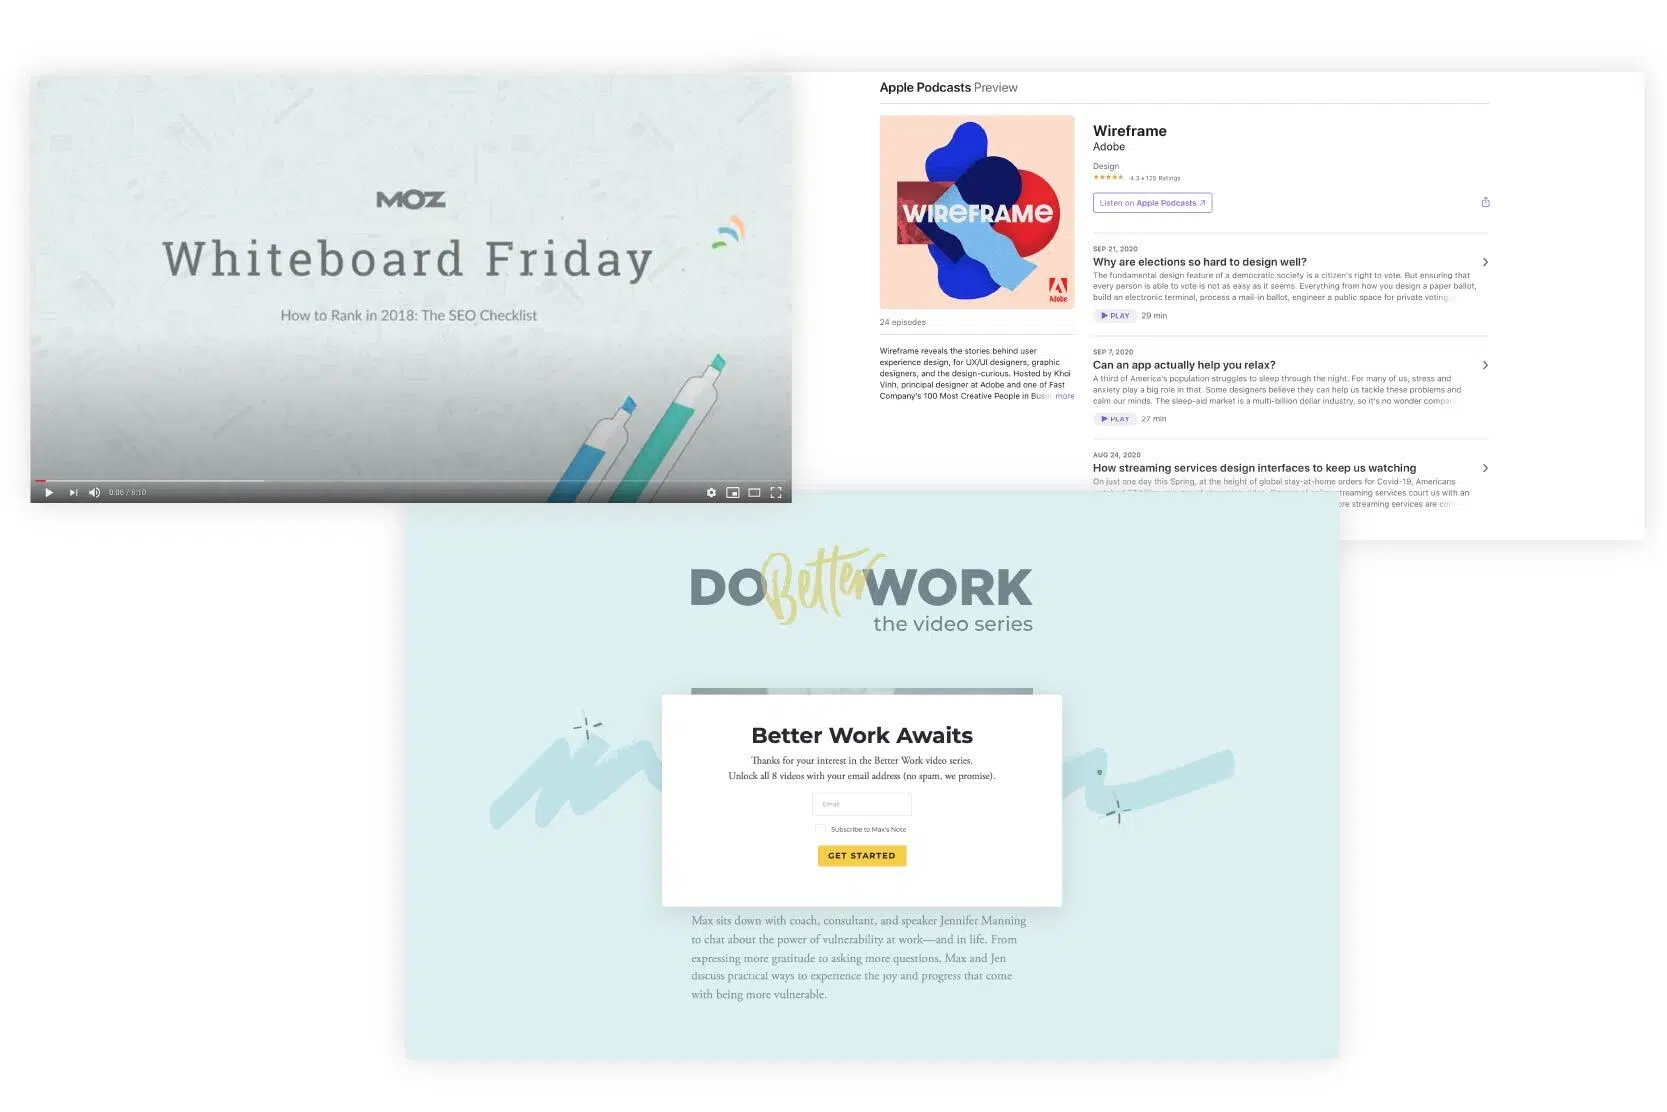 MOZ
Whiteboard Friday
How to Rank in 2018: The SEO Checklist
0:06 / 8:10
Apple Podcasts Preview
WIREFRAME
Adobe
24 episodes
Wireframe reveals the stories behind user
experience design, for UX/UI designers, graphic
designers, and the design-curious. Hosted by Khoi
Vinh, principal designer at Adobe and one of Fast
Company's 100 Most Creative People in Busin more
Wireframe
Adobe
Design
★★★★★ 4.3 • 125 Ratings
Listen on Apple Podcasts ↗
SEP 21, 2020
Why are elections so hard to design well?
The fundamental design feature of a democratic society is a citizen's right to vote. But ensuring that
every person is able to vote is not as easy as it seems. Everything from how you design a paper ballot,
build an electronic terminal, process a mail-in ballot, engineer a public space for private voting,
PLAY 29 min
SEP 7, 2020
Can an app actually help you relax?
A third of America's population struggles to sleep through the night. For many of us, stress and
anxiety play a big role in that. Some designers believe they can help us tackle these problems and
calm our minds. The sleep-aid market is a multi-billion dollar industry, so it's no wonder
PLAY 27 min
AUG 24, 2020
How streaming services design interfaces to keep us watching
On just one day this Spring, at the height of global stay-at-home orders for Covid-19, Americans
streaming services court us with an
streaming services are
DO Better WORK
the video series
Better Work Awaits
Thanks for your interest in the Better Work video series.
Unlock all 8 videos with your email address (no spam, we promise).
Email
Subscribe to Max's Note
GET STARTED
Max sits down with coach, consultant, and speaker Jennifer Manning
to chat about the power of vulnerability at work—and in life. From
expressing more gratitude to asking more questions, Max and Jen
discuss practical ways to experience the joy and progress that come
with being more vulnerable.